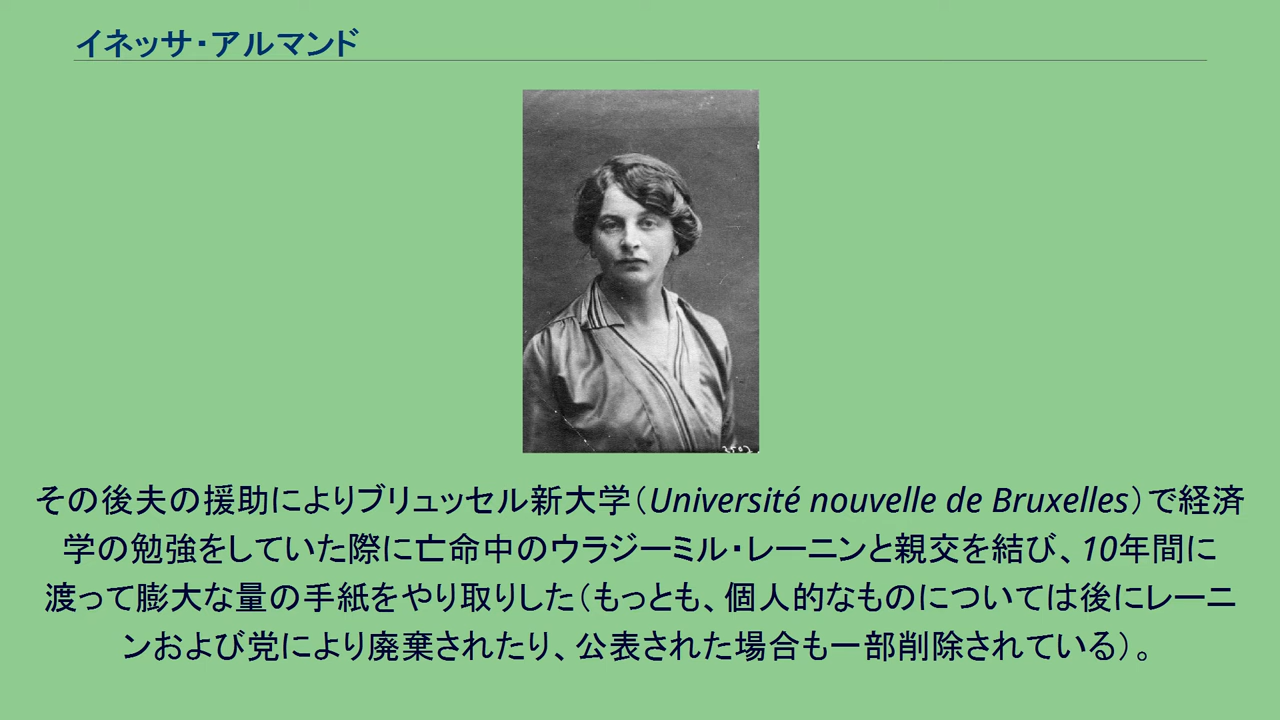 イネッサ・アルマンド
3502
その後夫の援助によりブリュッセル新大学（Université nouvelle de Bruxelles）で経済
学の勉強をしていた際に亡命中のウラジーミル・レーニンと親交を結び、10年間に
渡って膨大な量の手紙をやり取りした（もっとも、個人的なものについては後にレーニ
ンおよび党により廃棄されたり、公表された場合も一部削除されている）。